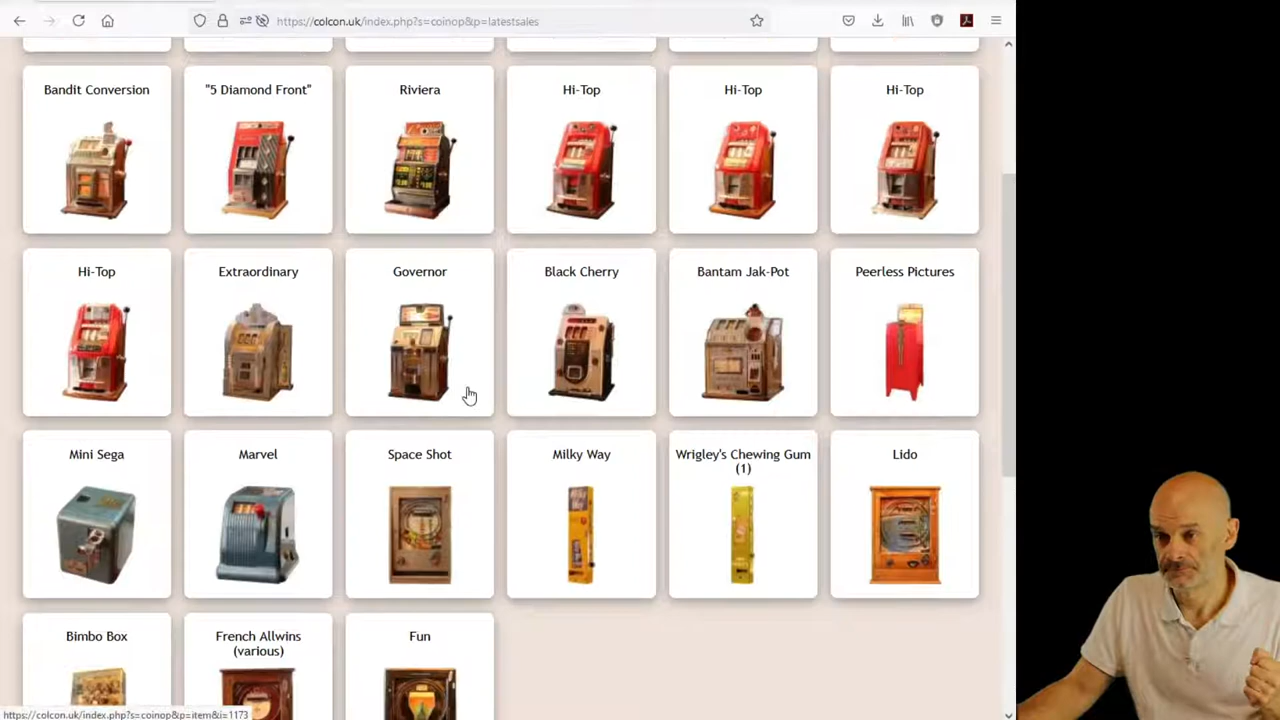 https://colcon.uk/index.php?s=coinop&p=latestsales
Bandit Conversion
"5 Diamond Front"
Riviera
Hi-Top
Hi-Top
Hi-Top
Hi-Top
Extraordinary
Governor
Black Cherry
Bantam Jak-Pot
Peerless Pictures
Mini Sega
Marvel
Space Shot
Milky Way
Wrigley's Chewing Gum
(1)
Lido
Bimbo Box
French Allwins
(various)
Fun
https://colcon.uk/index.php?s=coinop&p=item&i=1173